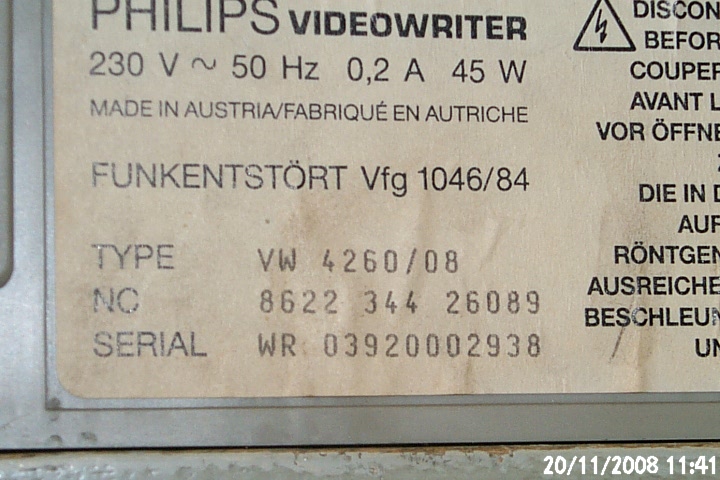 PHILIPS VIDEOWRITER
230 V ~ 50 Hz 0,2 A 45 W
MADE IN AUSTRIA/FABRIQUÉ EN AUTRICHE
FUNKENTSTÖRT Vfg 1046/84
TYPE VW 4260/08
NC 8622 344 26089
SERIAL WR 03920002938
DISCON
BEFOR
COUPER
AVANT L
VOR ÖFFNE
DIE IN D
AUF
RÖNTGEN
AUSREICHE
BESCHLEUN
UN
20/11/2008 11:41